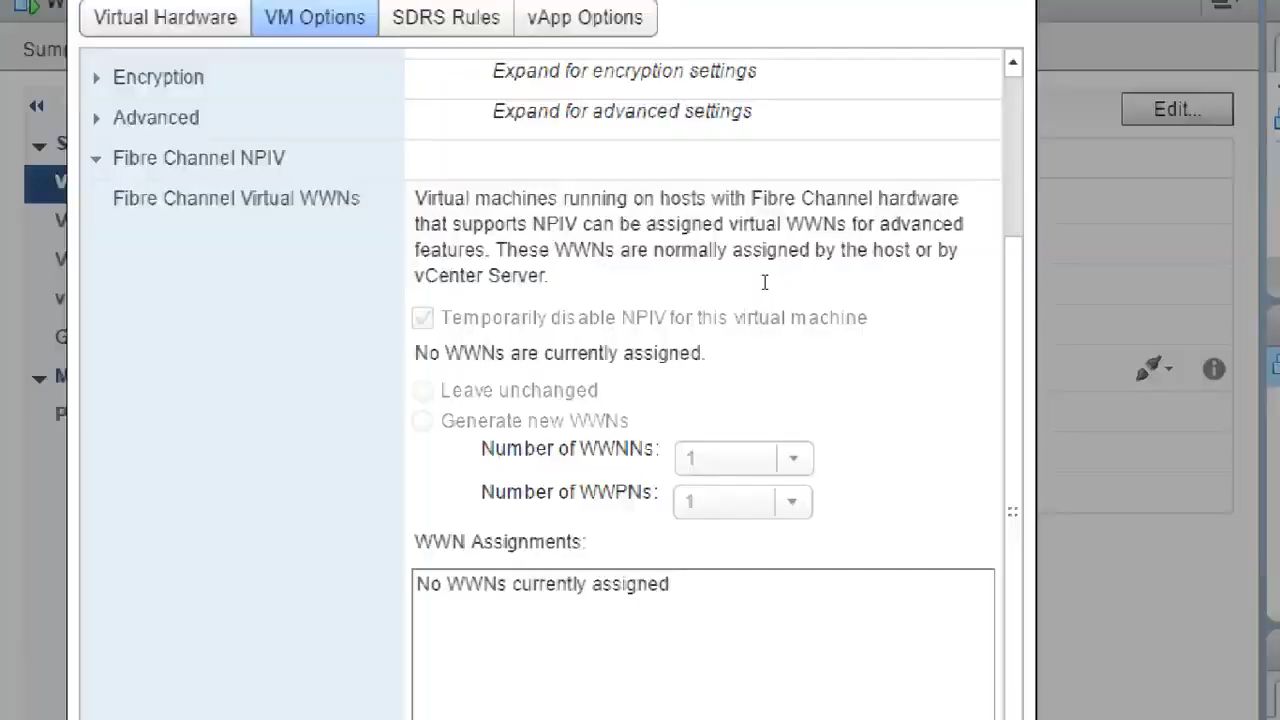 Virtual Hardware
VM Options
SDRS Rules
vApp Options
Edit...
Encryption
Expand for encryption settings
Advanced
Expand for advanced settings
Fibre Channel NPIV
Fibre Channel Virtual WWNs
Virtual machines running on hosts with Fibre Channel hardware
that supports NPIV can be assigned virtual WWNs for advanced
features. These WWNs are normally assigned by the host or by
vCenter Server.
Temporarily disable NPIV for this virtual machine
No WWNs are currently assigned.
Leave unchanged
Generate new WWNs
Number of WWNNs: 1
Number of WWPNs: 1
WWN Assignments:
No WWNs currently assigned